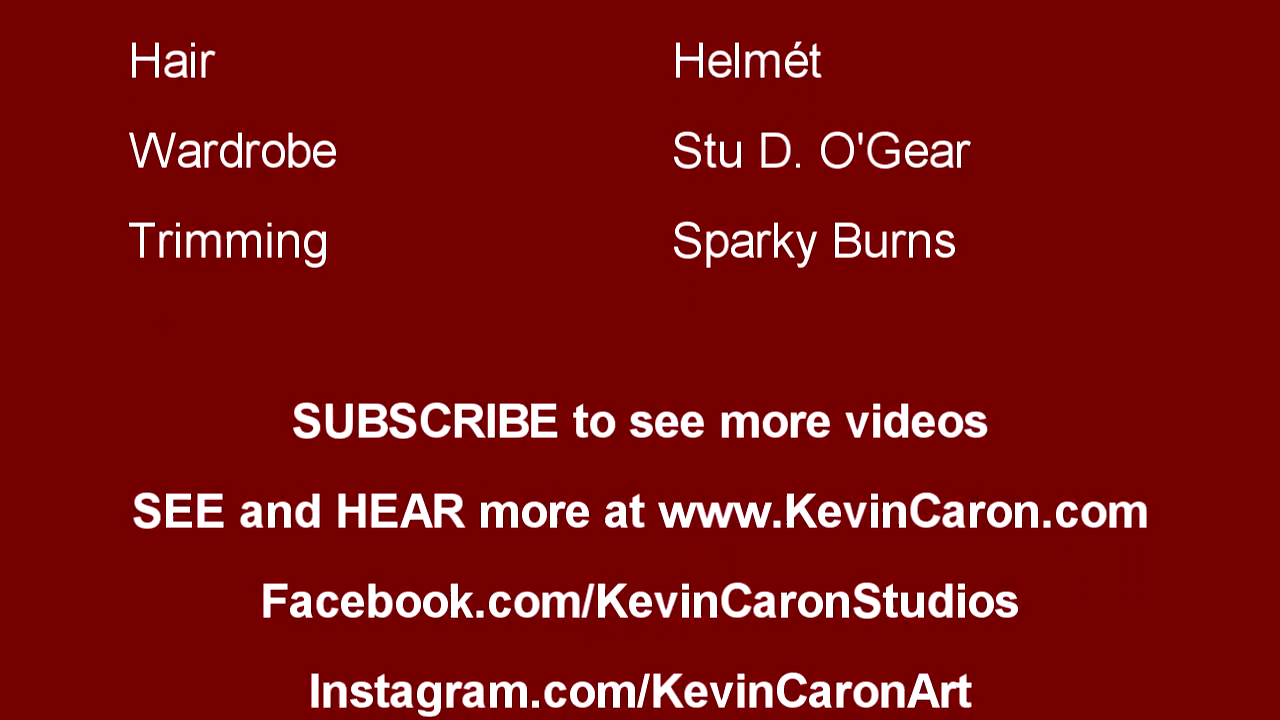 Hair Helmét
Wardrobe Stu D. O'Gear
Trimming Sparky Burns
SUBSCRIBE to see more videos
SEE and HEAR more at www.KevinCaron.com
Facebook.com/KevinCaronStudios
Instagram.com/KevinCaronArt